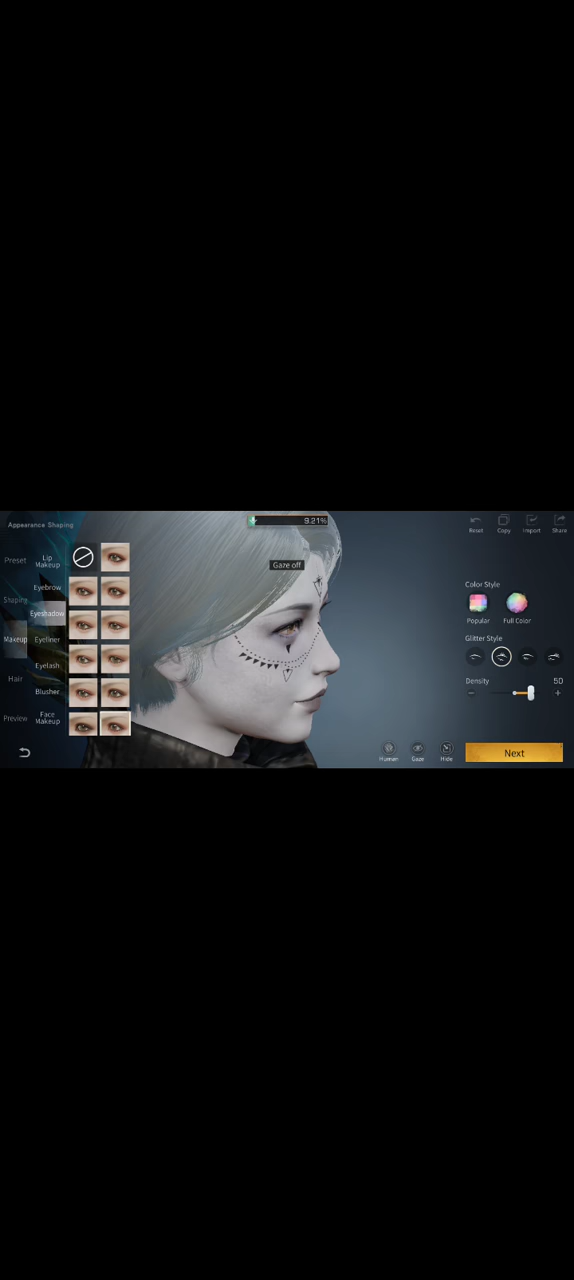 Appearance Shaping
9.21%
Reset
Copy
Import
Share
Preset
Shaping
Makeup
Hair
Preview
Lip
Makeup
Eyebrow
Eyeshadow
Eyeliner
Eyelash
Blusher
Face
Makeup
Gaze off
Color Style
Popular
Full Color
Glitter Style
Density
50
Human
Gaze
Hide
Next